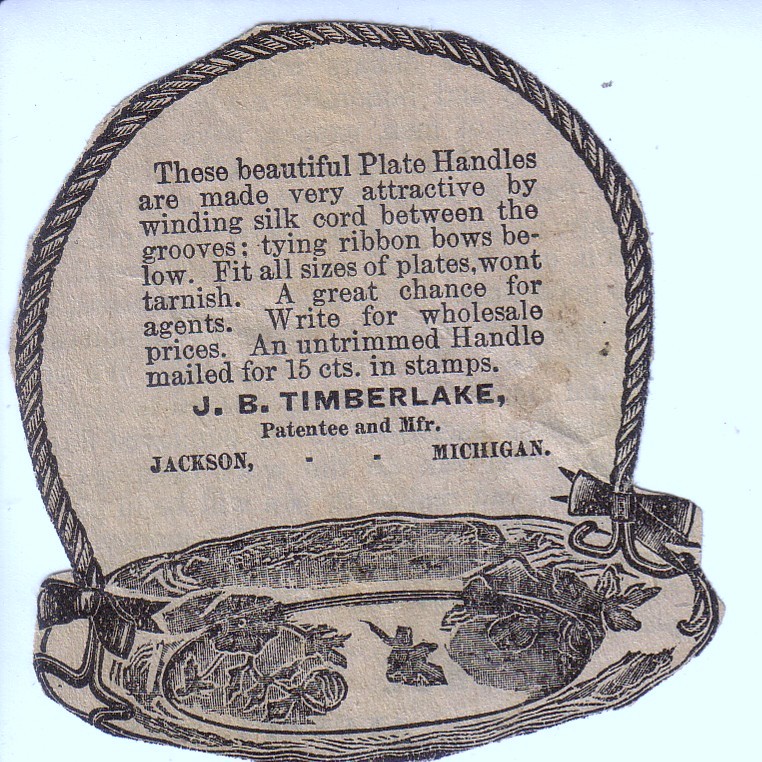 These beautiful Plate Handles
are made very attractive by
winding silk cord between the
grooves; tying ribbon bows be-
low. Fit all sizes of plates, wont
tarnish. A great chance for
agents. Write for wholesale
prices. An untrimmed Handle
mailed for 15 cts. in stamps.
J. B. TIMBERLAKE,
Patentee and Mfr.
JACKSON, - - MICHIGAN.